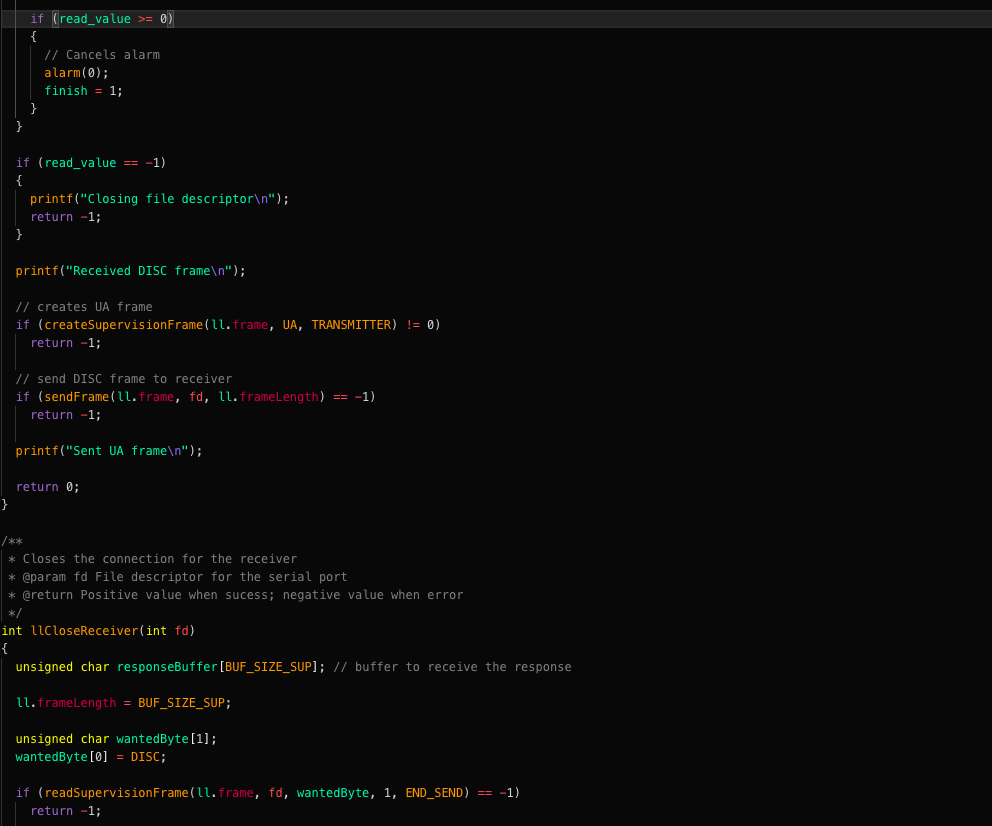 if (read_value >= 0)
{
// Cancels alarm
alarm(0);
finish = 1;
}
}
if (read_value == -1)
{
printf("Closing file descriptor\n");
return -1;
}
printf("Received DISC frame\n");
// creates UA frame
if (createSupervisionFrame(ll.frame, UA, TRANSMITTER) != 0)
return -1;
// send DISC frame to receiver
if (sendFrame(ll.frame, fd, ll.frameLength) == -1)
return -1;
printf("Sent UA frame\n");
return 0;
}
/**
* Closes the connection for the receiver
* @param fd File descriptor for the serial port
* @return Positive value when sucess; negative value when error
*/
int llCloseReceiver(int fd)
{
unsigned char responseBuffer[BUF_SIZE_SUP]; // buffer to receive the response
ll.frameLength = BUF_SIZE_SUP;
unsigned char wantedByte[1];
wantedByte[0] = DISC;
if (readSupervisionFrame(ll.frame, fd, wantedByte, 1, END_SEND) == -1)
return -1;